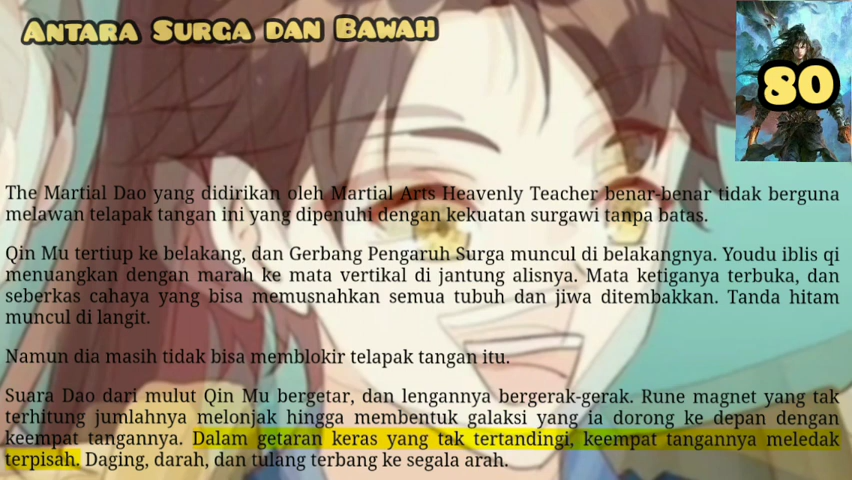 Antara Surga dan Bawah
80
The Martial Dao yang didirikan oleh Martial Arts Heavenly Teacher benar-benar tidak berguna
melawan telapak tangan ini yang dipenuhi dengan kekuatan surgawi tanpa batas.
Qin Mu tertiup ke belakang, dan Gerbang Pengaruh Surga muncul di belakangnya. Youdu iblis qi
menuangkan dengan marah ke mata vertikal di jantung alisnya. Mata ketiganya terbuka, dan
seberkas cahaya yang bisa memusnahkan semua tubuh dan jiwa ditembakkan. Tanda hitam
muncul di langit.
Namun dia masih tidak bisa memblokir telapak tangan itu.
Suara Dao dari mulut Qin Mu bergetar, dan lengannya bergerak-gerak. Rune magnet yang tak
terhitung jumlahnya melonjak hingga membentuk galaksi yang ia dorong ke depan dengan
keempat tangannya. Dalam getaran keras yang tak tertandingi, keempat tangannya meledak
terpisah. Daging, darah, dan tulang terbang ke segala arah.